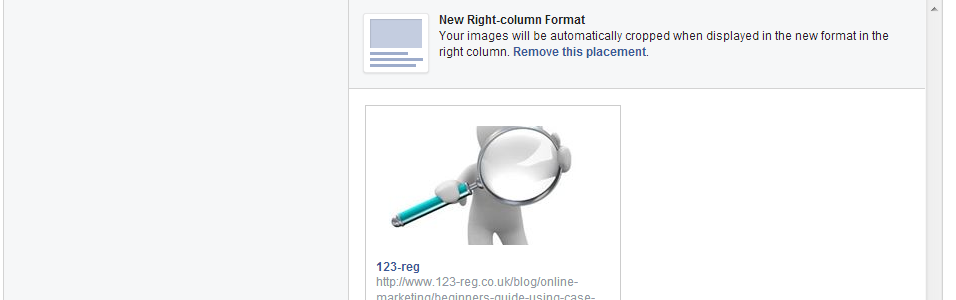 New Right-column Format
Your images will be automatically cropped when displayed in the new format in the
right column. Remove this placement.
123-reg
http://www.123-reg.co.uk/blog/online-
marketing/beginners-guide-using-case-